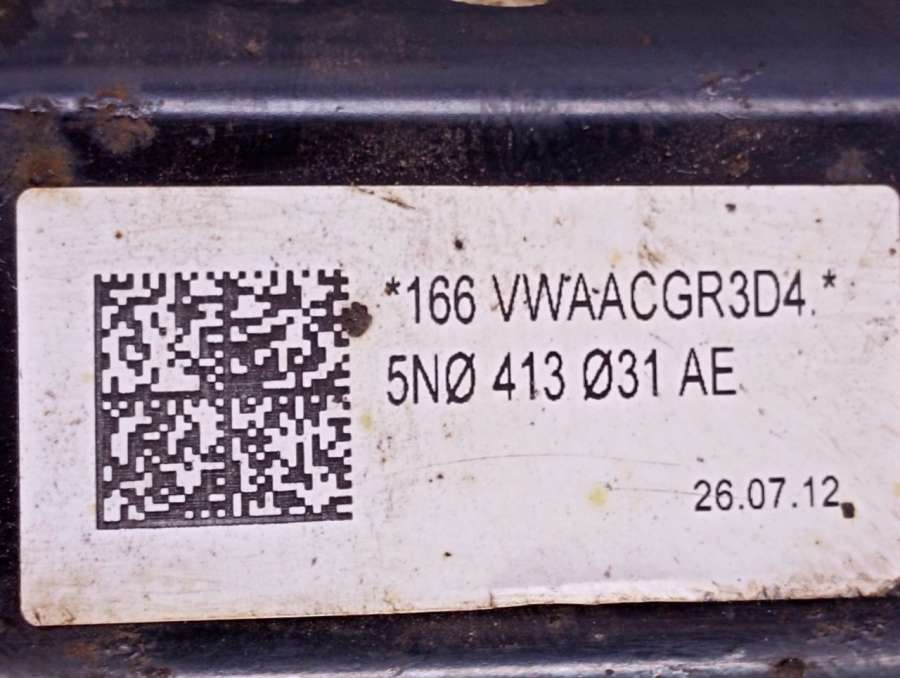 *166 VWAACGR3D4.*
5NØ 413 Ø31 AE
26.07.12